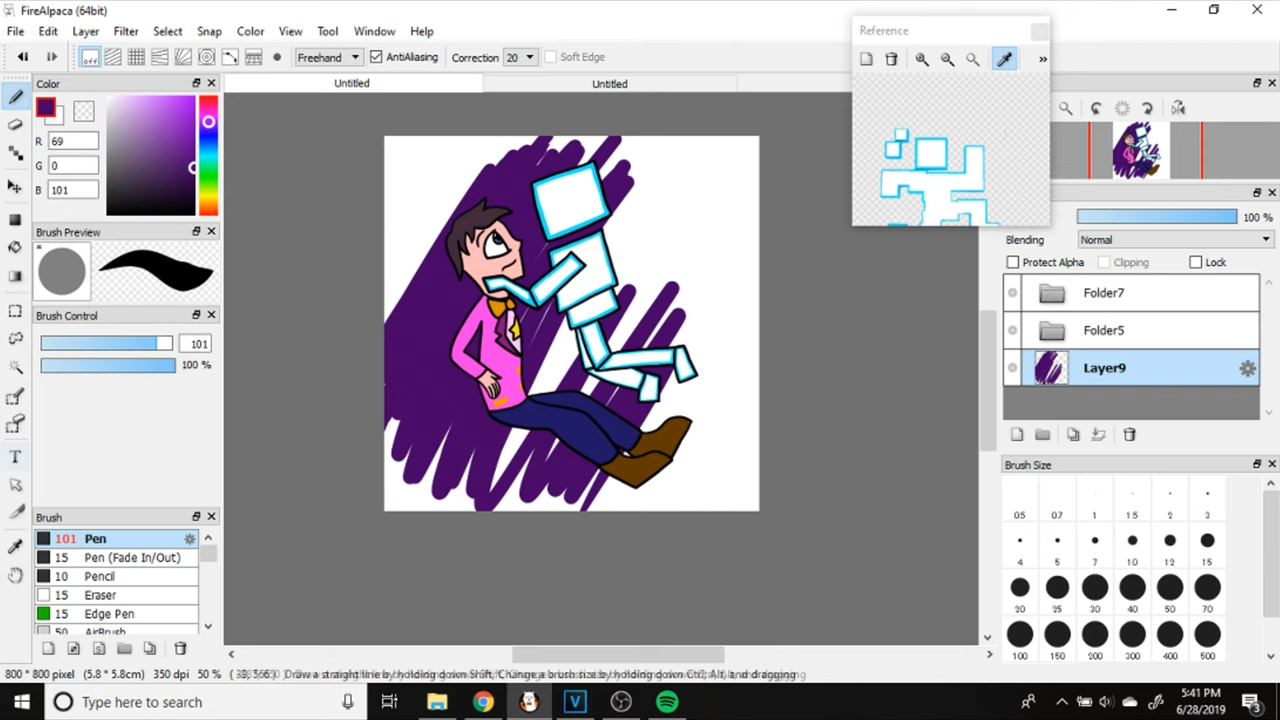 FireAlpaca (64bit)
File Edit Layer Filter Select Snap Color View Tool Window Help
off Freehand AntiAliasing Correction 20 Soft Edge
Untitled
Untitled
Reference
Color
R 69
G 0
B 101
Brush Preview
Brush Control
101
100 %
Brush
101 Pen
15 Pen (Fade In/Out)
10 Pencil
15 Eraser
15 Edge Pen
50 AirBrush
100 %
Blending Normal
Protect Alpha Clipping Lock
Folder7
Folder5
Layer9
Brush Size
05 07 1 1.5 2 3
4 5 7 10 12 15
20 25 30 40 50 70
100 150 200 300 400 500
800 * 800 pixel (5.8 * 5.8cm) 350 dpi 50 % Draw a straight line by holding down Shift, Change a brush size by holding down Ctrl, Alt, and dragging
Type here to search
5:41 PM
6/28/2019
3